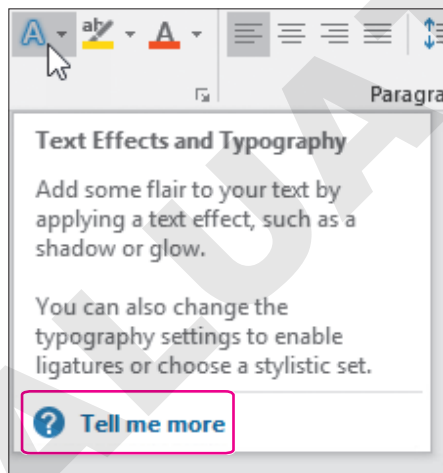 A aby A
Paragra
Text Effects and Typography
Add some flair to your text by
applying a text effect, such as a
shadow or glow.
You can also change the
typography settings to enable
ligatures or choose a stylistic set.
? Tell me more